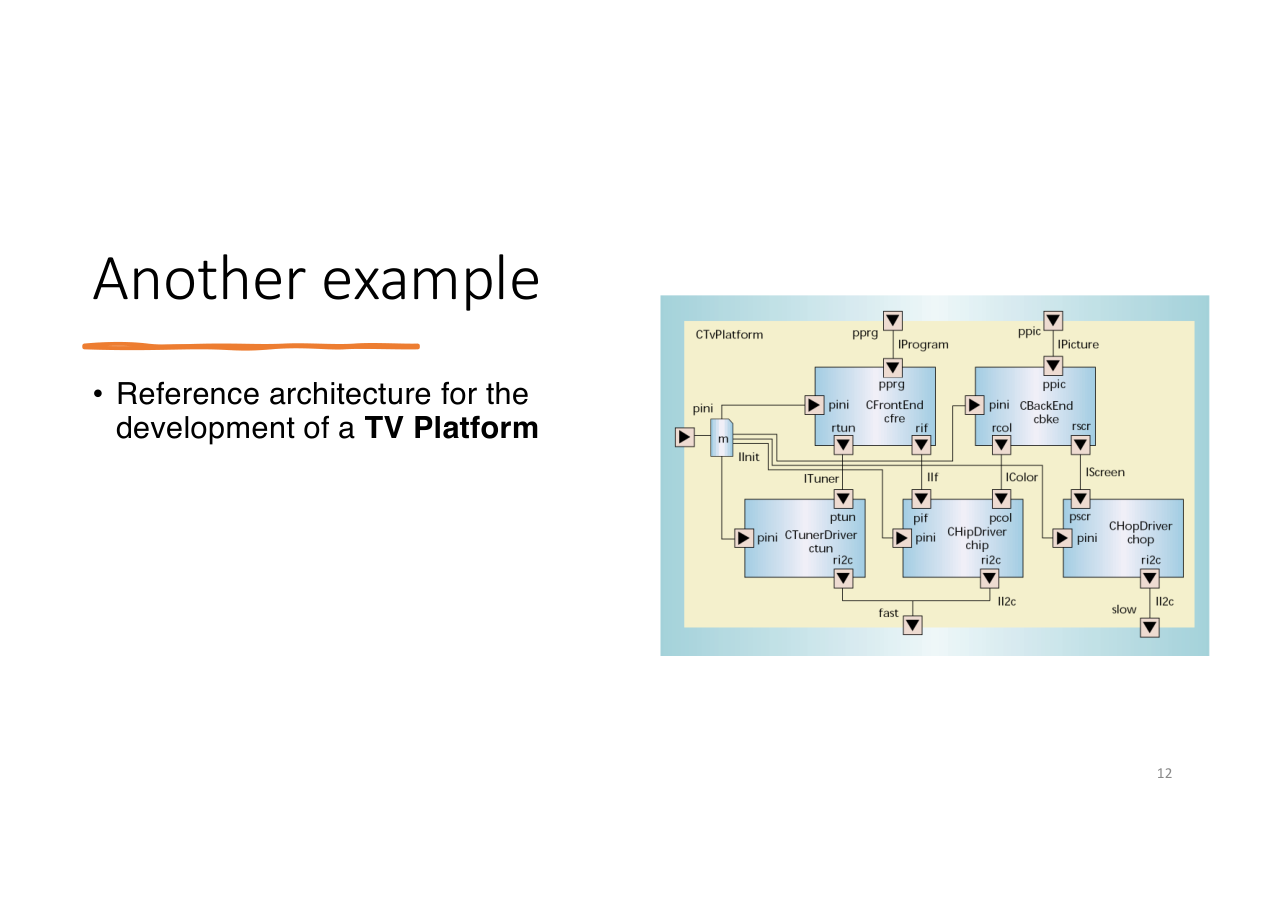 Another example
• Reference architecture for the
development of a TV Platform
CTvPlatform
pprg
IProgram
ppic
IPicture
pprg
ppic
pini
pini
CFrontEnd
cfre
pini
CBackEnd
cbke
rtun
rif
rcol
rscr
m
IInit
ITuner
IIf
IColor
IScreen
ptun
pif
pcol
pscr
pini
CTunerDriver
ctun
pini
CHipDriver
chip
pini
CHopDriver
chop
ri2c
ri2c
ri2c
fast
II2c
slow
II2c
12